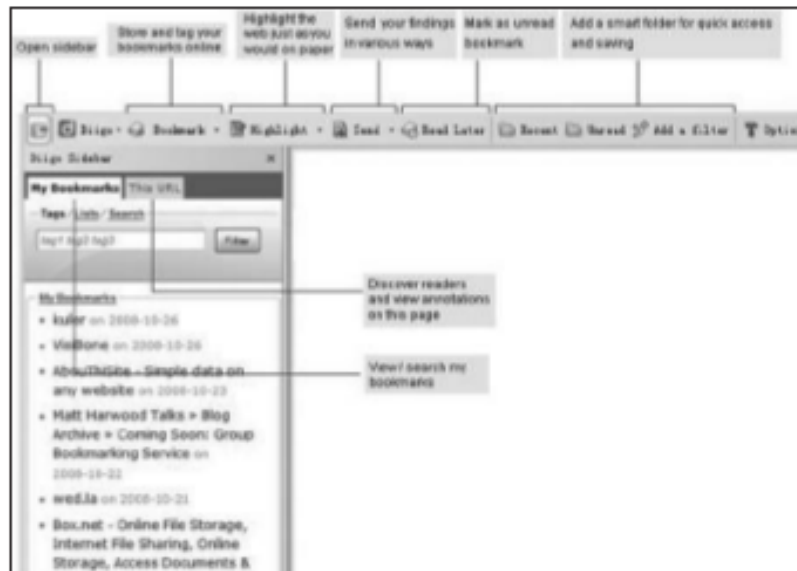 Open sidebar
Store and tag your
bookmarks online
Highlight the
web just as you
would on paper
Send your findings
in various ways
Mark as unread
bookmark
Add a smart folder for quick access
and saving
Diigo Bookmark Highlight Send Read Later Recent Unread Add a filter Optio
Diigo Sidebar
My Bookmarks This URL
Tags / Lists / Search
tag1 tag2 tag3 Filter
Discover readers
and view annotations
on this page
My Bookmarks
kuler on 2008-10-26
on 2008-10-26
View / search my
bookmarks
AbouThiSite - Simple data on
any website on 2008-10-23
Matt Harwood Talks » Blog
Archive » Coming Soon: Group
Bookmarking Service on
2008-10-22
wed.la on 2008-10-21
Box.net - Online File Storage,
Internet File Sharing, Online
Storage, Access Documents &